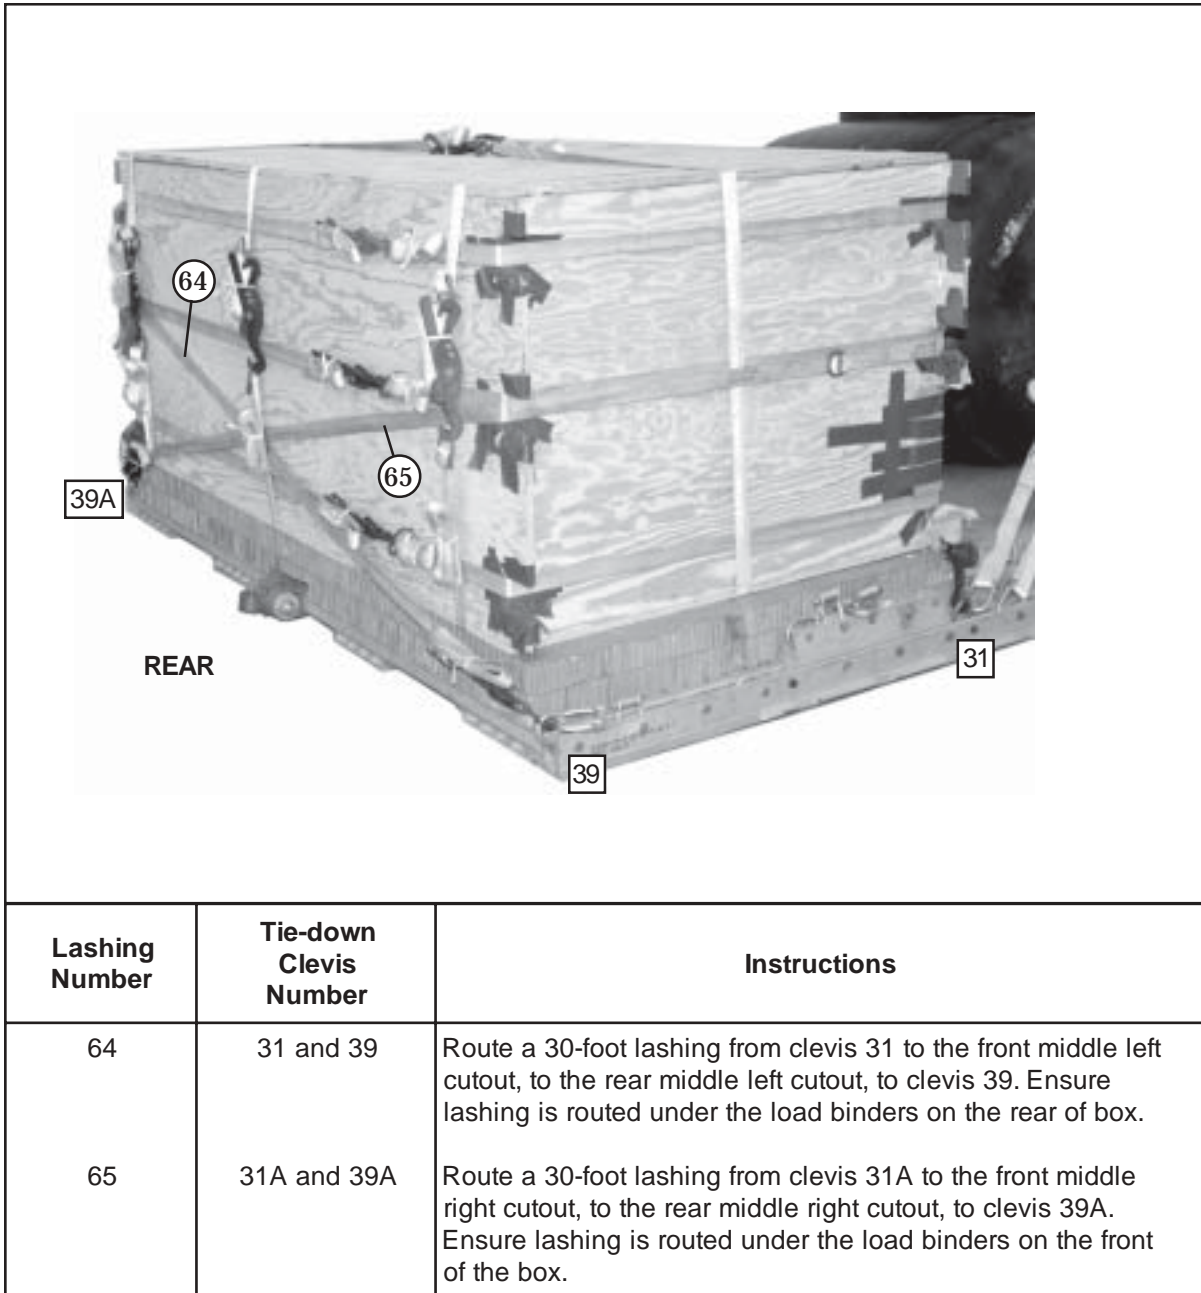 64
65
39A
REAR
31
39
Lashing Number
Tie-down Clevis Number
Instructions
64
31 and 39
Route a 30-foot lashing from clevis 31 to the front middle left
cutout, to the rear middle left cutout, to clevis 39. Ensure
lashing is routed under the load binders on the rear of box.
65
31A and 39A
Route a 30-foot lashing from clevis 31A to the front middle
right cutout, to the rear middle right cutout, to clevis 39A.
Ensure lashing is routed under the load binders on the front
of the box.